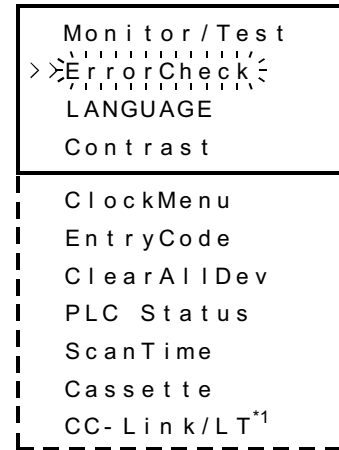 Monitor/Test
>>ErrorCheck
LANGUAGE
Contrast
ClockMenu
EntryCode
ClearAllDev
PLC Status
ScanTime
Cassette
CC-Link/LT*1